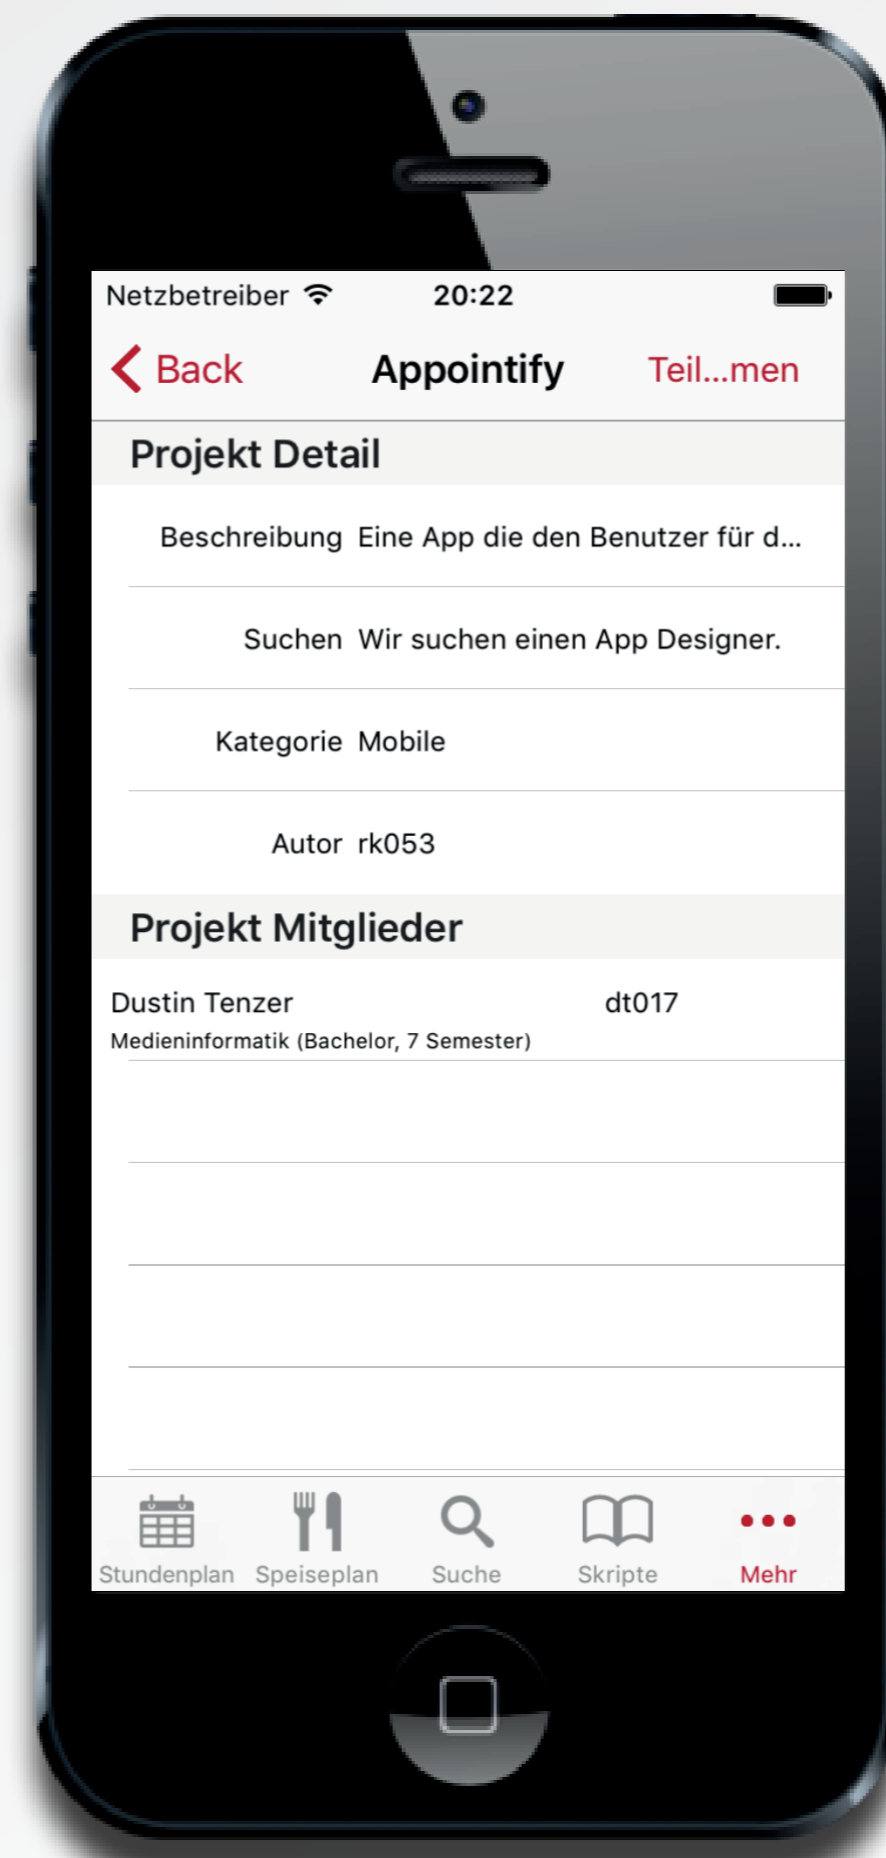 Netzbetreiber 20:22
Back Appointify Teil...men
Projekt Detail
Beschreibung Eine App die den Benutzer für d...
Suchen Wir suchen einen App Designer.
Kategorie Mobile
Autor rk053
Projekt Mitglieder
Dustin Tenzer dt017
Medieninformatik (Bachelor, 7 Semester)
Stundenplan Speiseplan Suche Skripte Mehr